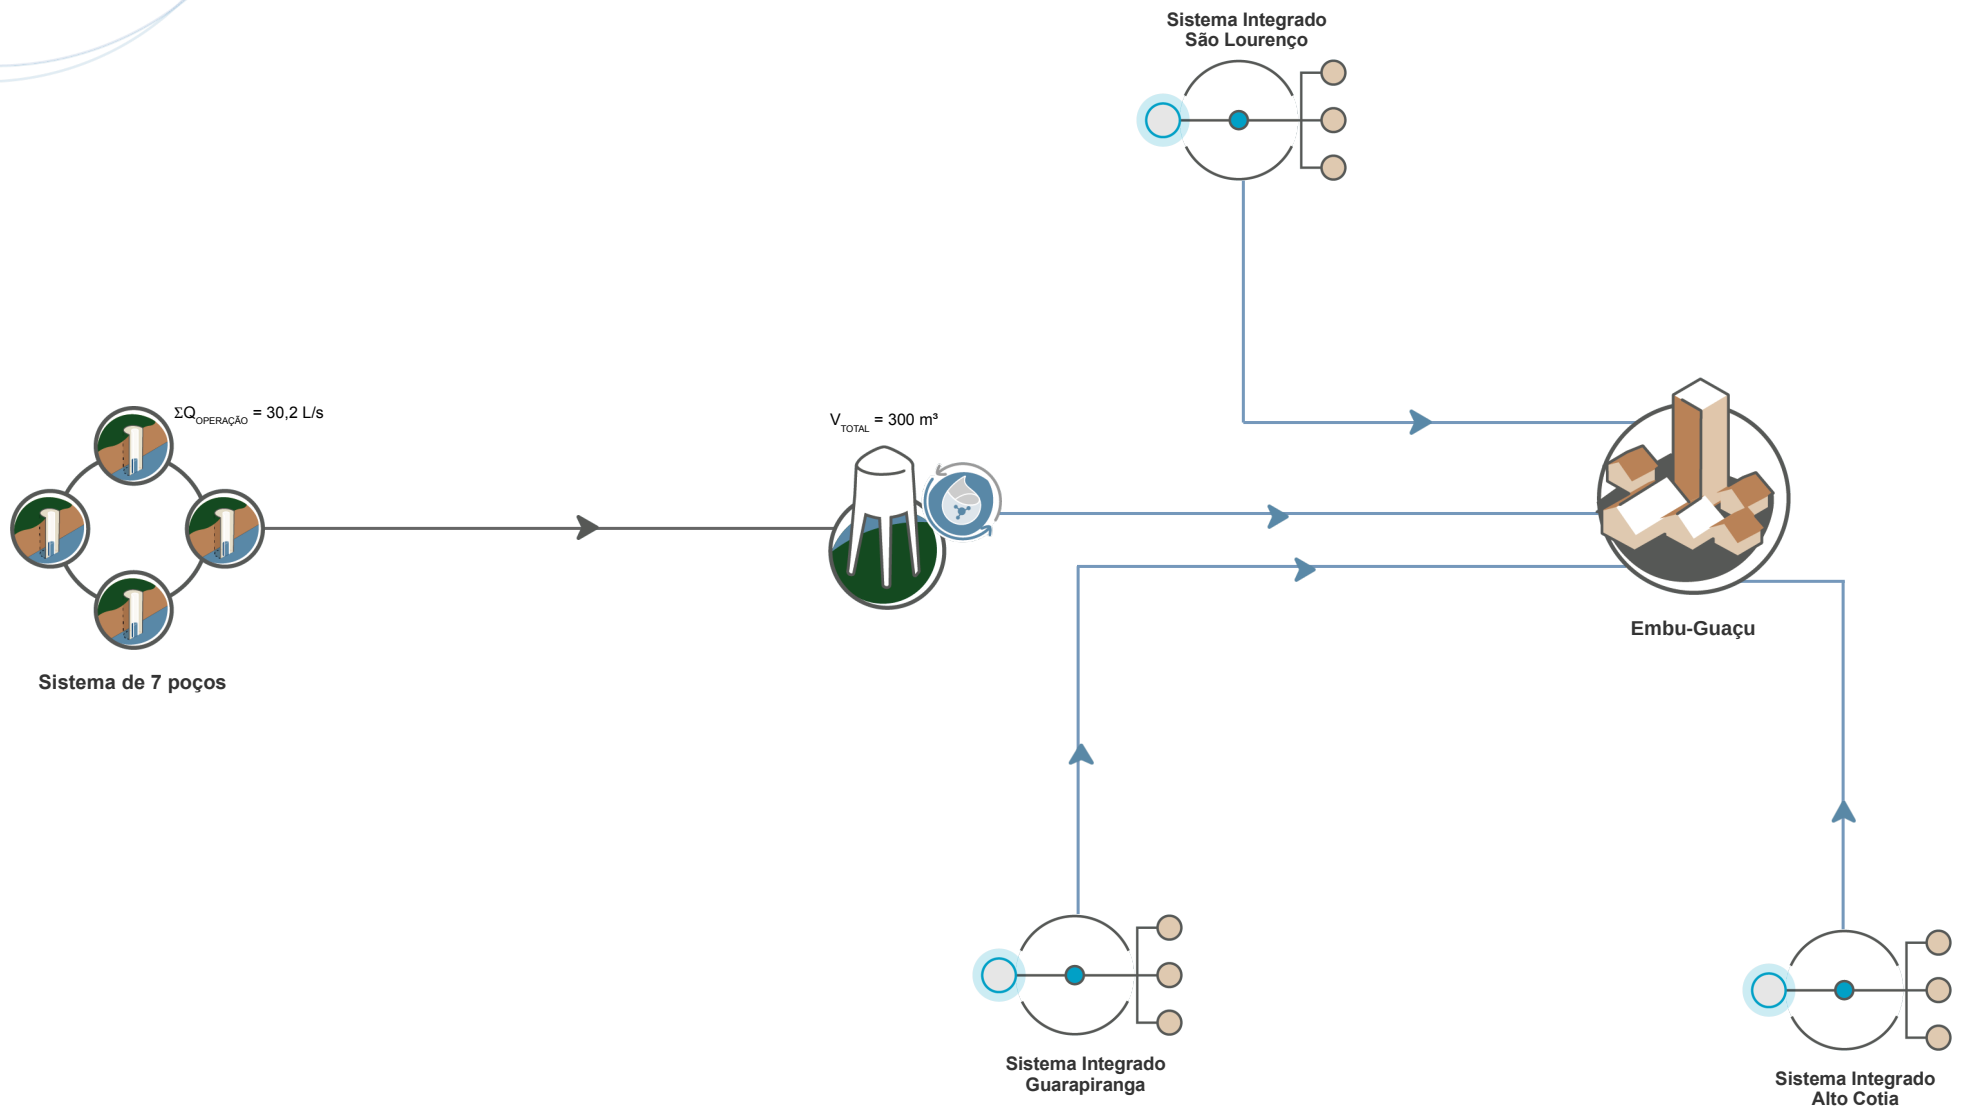 Sistema Integrado
São Lourenço
ΣQOPERAÇÃO = 30,2 L/s
VTOTAL = 300 m³
Embu-Guaçu
Sistema de 7 poços
Sistema Integrado
Guarapiranga
Sistema Integrado
Alto Cotia